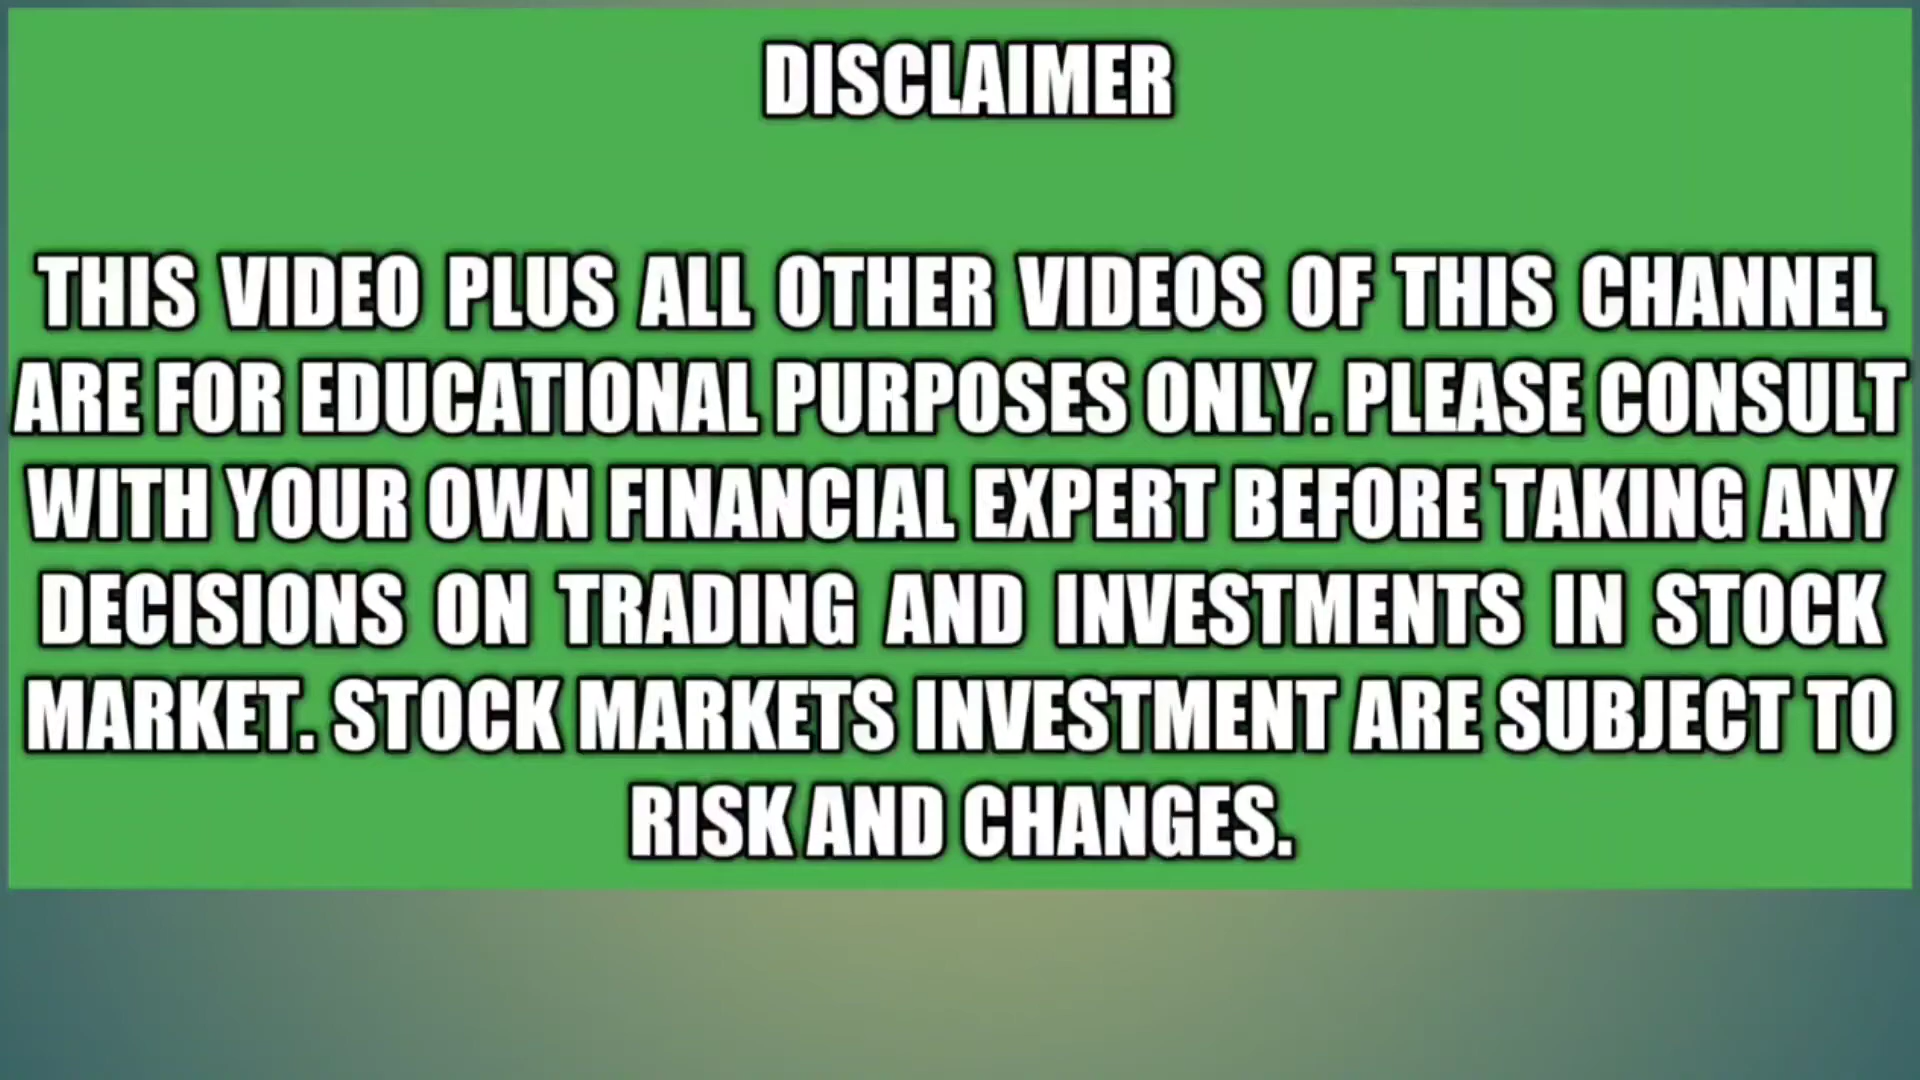 DISCLAIMER
THIS VIDEO PLUS ALL OTHER VIDEOS OF THIS CHANNEL
ARE FOR EDUCATIONAL PURPOSES ONLY. PLEASE CONSULT
WITH YOUR OWN FINANCIAL EXPERT BEFORE TAKING ANY
DECISIONS ON TRADING AND INVESTMENTS IN STOCK
MARKET. STOCK MARKETS INVESTMENT ARE SUBJECT TO
RISK AND CHANGES.